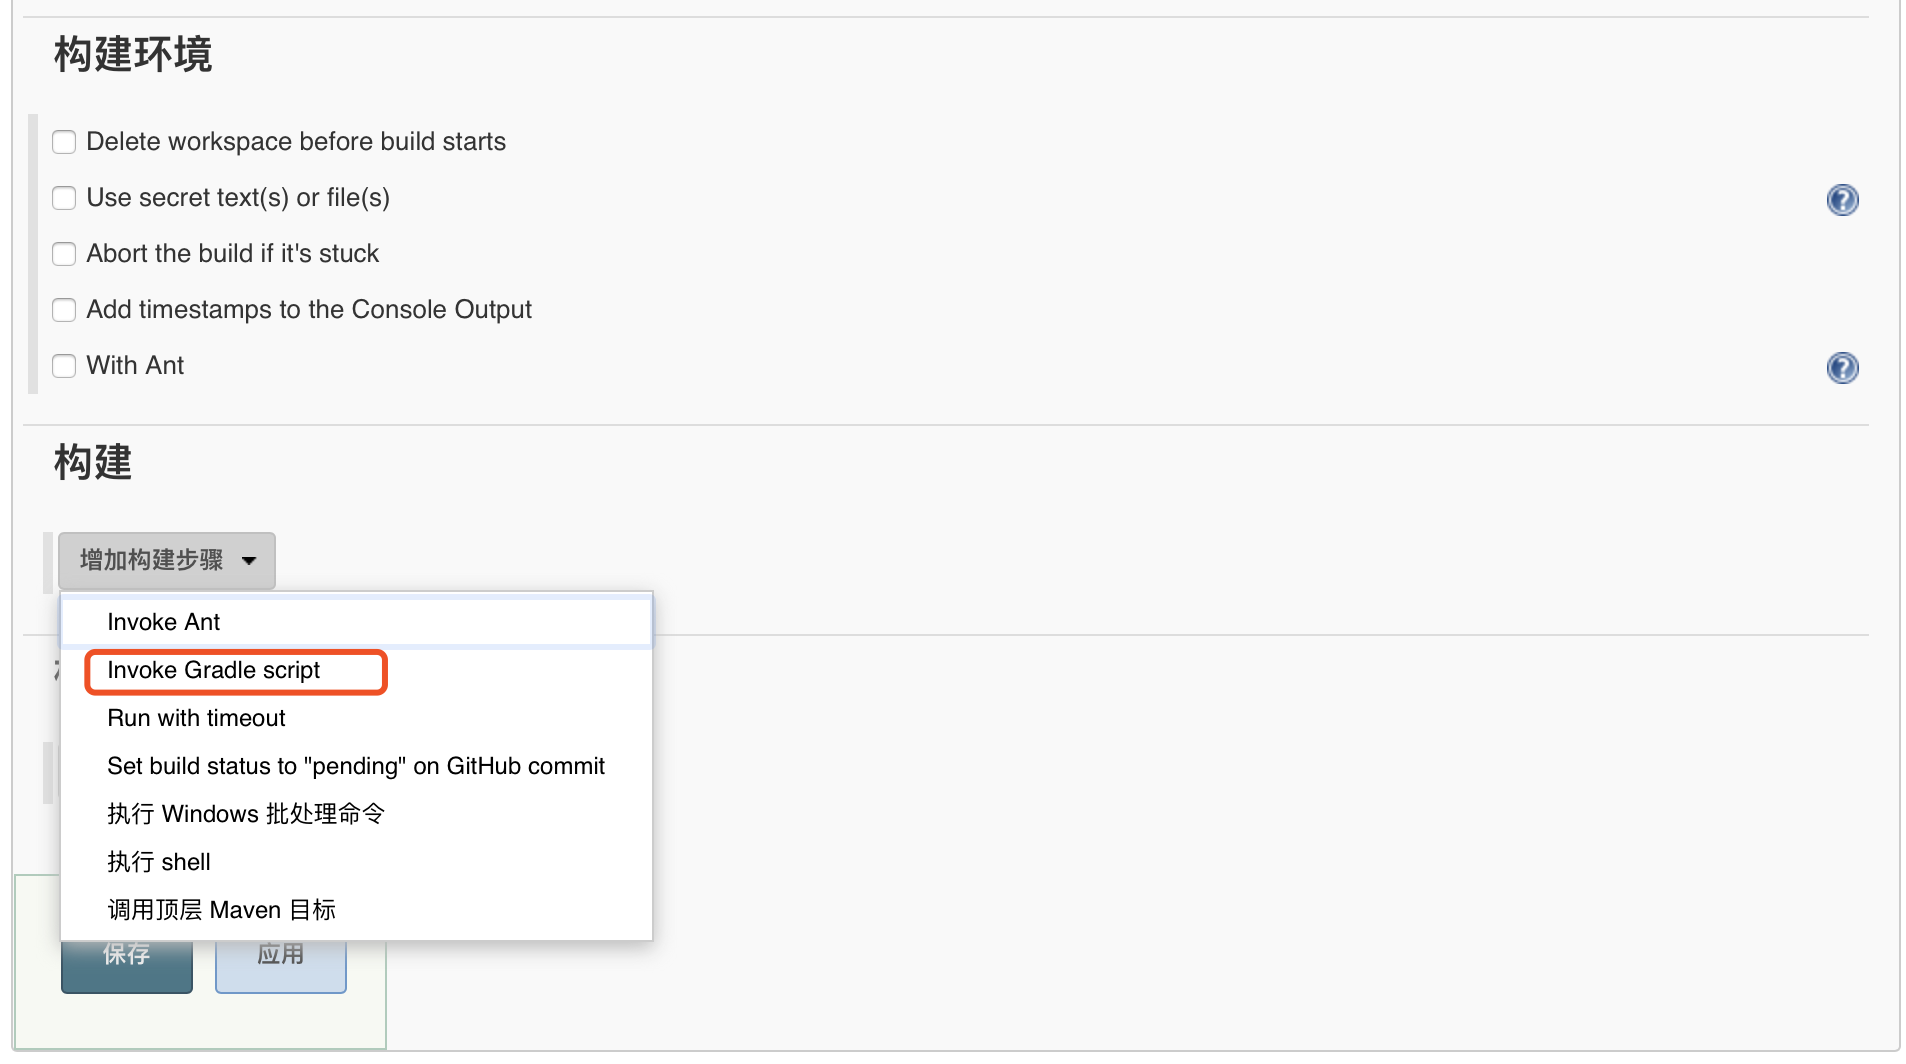 构建环境
Delete workspace before build starts
Use secret text(s) or file(s)
Abort the build if it's stuck
Add timestamps to the Console Output
With Ant
构建
增加构建步骤
Invoke Ant
Invoke Gradle script
Run with timeout
Set build status to "pending" on GitHub commit
执行 Windows 批处理命令
执行 shell
调用顶层 Maven 目标
保存 应用